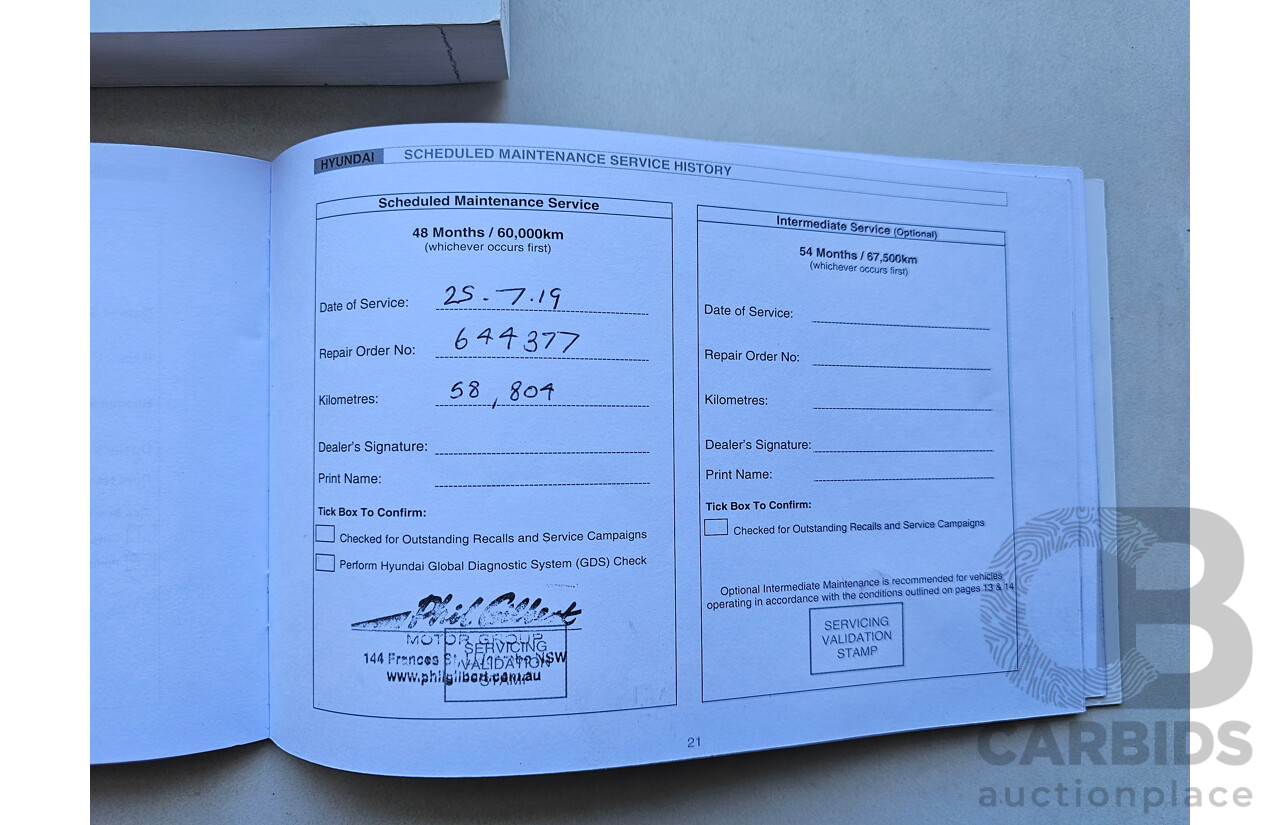 HYUNDAI SCHEDULED MAINTENANCE SERVICE HISTORY
Scheduled Maintenance Service
48 Months / 60,000km
(whichever occurs first)
Date of Service: 25.7.19
Repair Order No: 644377
Kilometres: 58,804
Dealer's Signature:
Print Name:
Tick Box To Confirm:
Checked for Outstanding Recalls and Service Campaigns
Perform Hyundai Global Diagnostic System (GDS) Check
Phil Gilbert
MOTOR GROUP
SERVICING
144 Frances St, NSW
VALIDATION
www.philgilbert.com.au
STAMP
Intermediate Service (Optional)
54 Months / 67,500km
(whichever occurs first)
Date of Service:
Repair Order No:
Kilometres:
Dealer's Signature:
Print Name:
Tick Box To Confirm:
Checked for Outstanding Recalls and Service Campaigns
Optional Intermediate Maintenance is recommended for vehicles
operating in accordance with the conditions outlined on pages 13 & 14
SERVICING
VALIDATION
STAMP
21
CB
CARBIDS
auctionplace